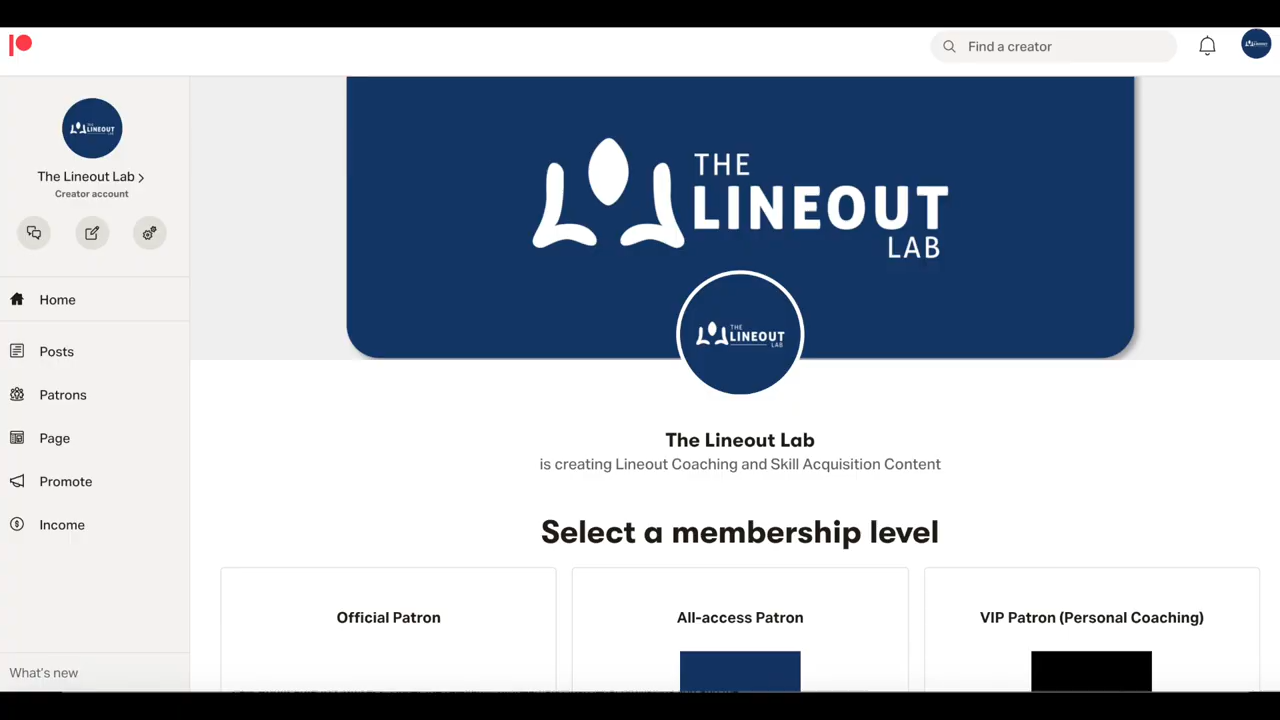 Find a creator
THE
LINEOUT
LAB
The Lineout Lab
Creator account
Home
Posts
Patrons
Page
Promote
Income
What's new
THE
LINEOUT
LAB
THE
LINEOUT
LAB
The Lineout Lab
is creating Lineout Coaching and Skill Acquisition Content
Select a membership level
Official Patron
All-access Patron
VIP Patron (Personal Coaching)